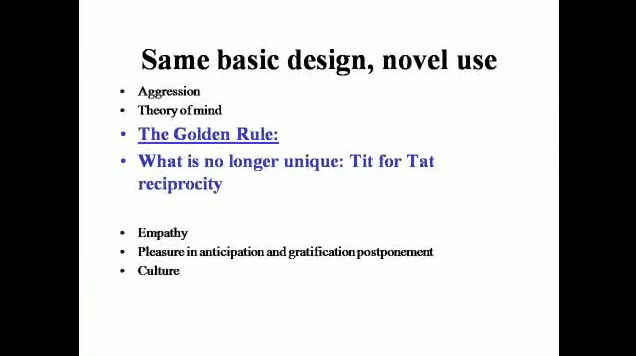 Same basic design, novel use
• Aggression
• Theory of mind
• The Golden Rule:
• What is no longer unique: Tit for Tat
reciprocity
• Empathy
• Pleasure in anticipation and gratification postponement
• Culture